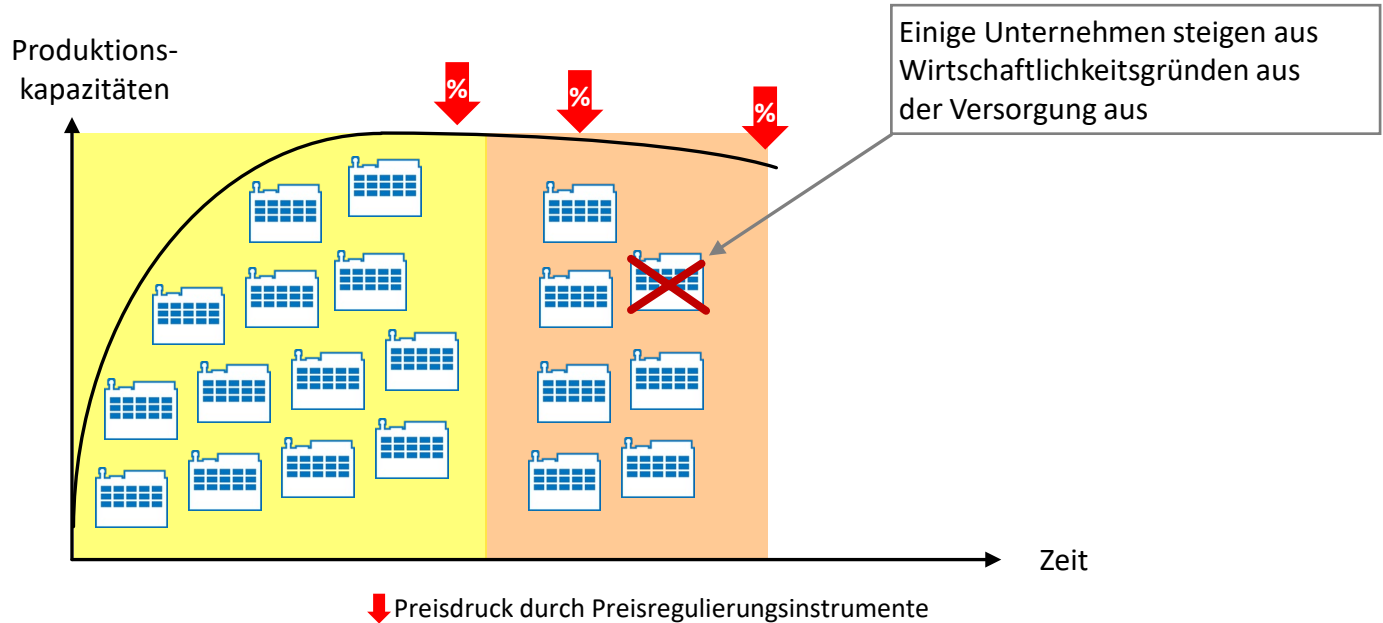 Produktions-
kapazitäten
%
%
%
Einige Unternehmen steigen aus
Wirtschaftlichkeitsgründen aus
der Versorgung aus
Zeit
Preisdruck durch Preisregulierungsinstrumente